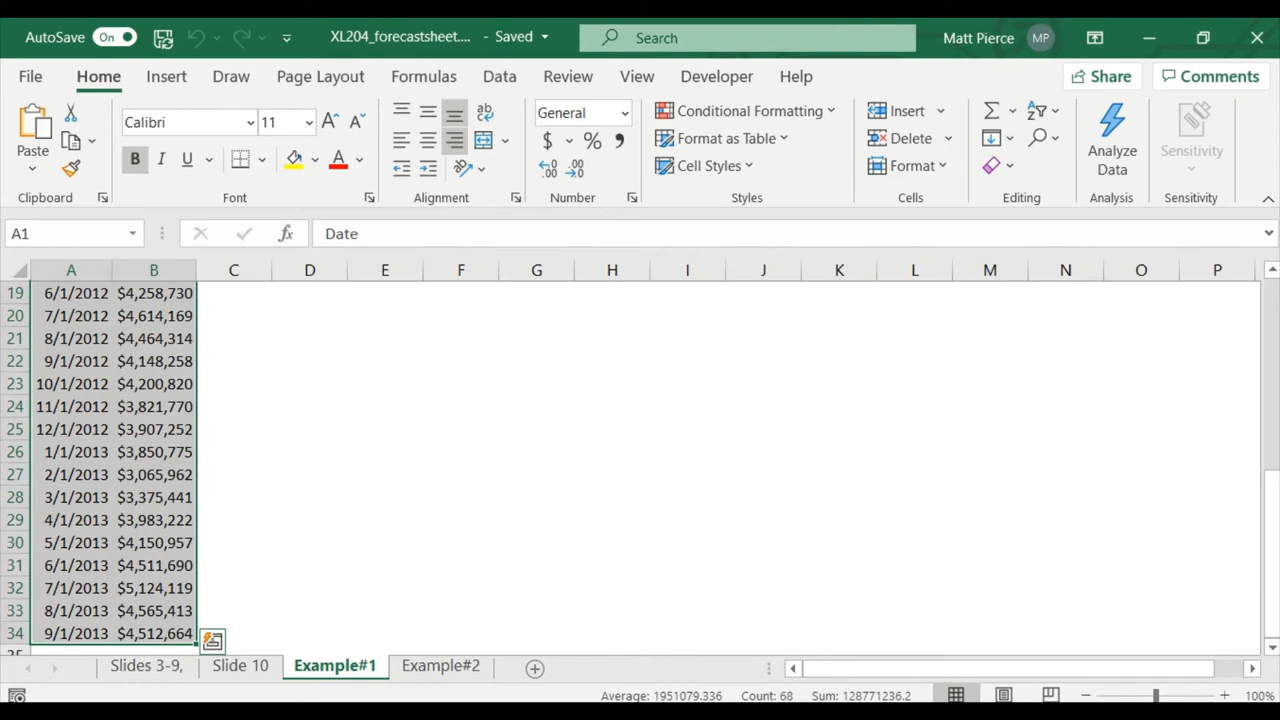 AutoSave On XL204_forecastsheet.... - Saved Search Matt Pierce MP
File Home Insert Draw Page Layout Formulas Data Review View Developer Help Share Comments
Paste Calibri 11 B I U A General $ % Conditional Formatting Format as Table Cell Styles Insert Delete Format Analyze Data Sensitivity
Clipboard Font Alignment Number Styles Cells Editing Analysis Sensitivity
A1 fx Date
A B C D E F G H I J K L M N O P
19 6/1/2012 $4,258,730
20 7/1/2012 $4,614,169
21 8/1/2012 $4,464,314
22 9/1/2012 $4,148,258
23 10/1/2012 $4,200,820
24 11/1/2012 $3,821,770
25 12/1/2012 $3,907,252
26 1/1/2013 $3,850,775
27 2/1/2013 $3,065,962
28 3/1/2013 $3,375,441
29 4/1/2013 $3,983,222
30 5/1/2013 $4,150,957
31 6/1/2013 $4,511,690
32 7/1/2013 $5,124,119
33 8/1/2013 $4,565,413
34 9/1/2013 $4,512,664
Slides 3-9, Slide 10 Example#1 Example#2
Average: 1951079.336 Count: 68 Sum: 128771236.2 100%